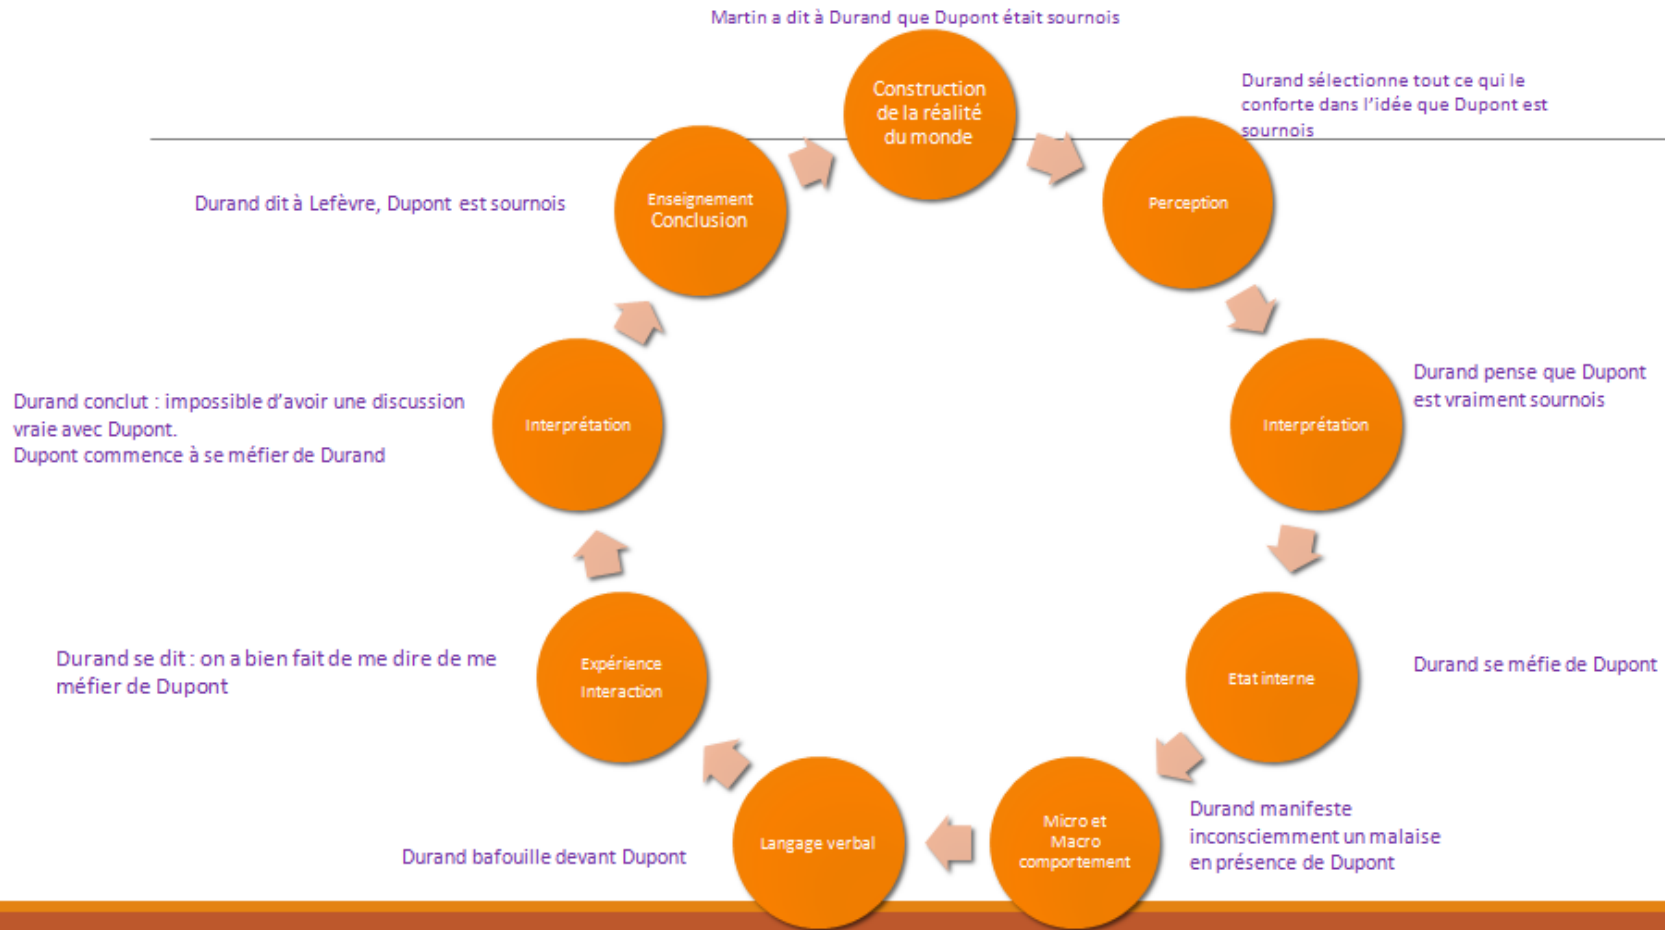 Martin a dit à Durand que Dupont était sournois
Construction
de la réalité
du monde
Durand sélectionne tout ce qui le
conforte dans l'idée que Dupont est
sournois
Perception
Durand pense que Dupont
est vraiment sournois
Interprétation
Durand se méfie de Dupont
Etat interne
Durand manifeste
inconsciemment un malaise
en présence de Dupont
Micro et
Macro
comportement
Langage verbal
Durand bafouille devant Dupont
Expérience
Interaction
Durand se dit : on a bien fait de me dire de me
méfier de Dupont
Interprétation
Durand conclut : impossible d'avoir une discussion
vraie avec Dupont.
Dupont commence à se méfier de Durand
Enseignement
Conclusion
Durand dit à Lefèvre, Dupont est sournois